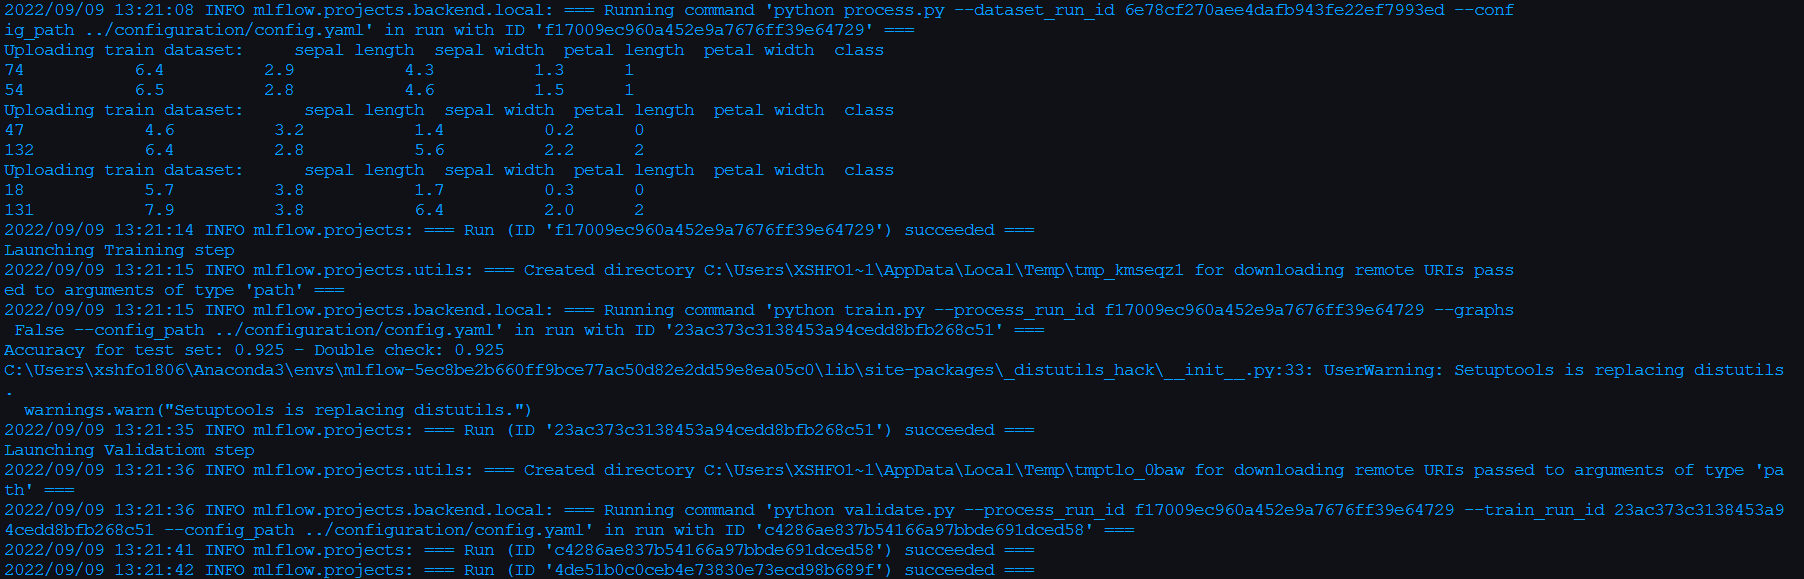 2022/09/09 13:21:08 INFO mlflow.projects.backend.local: === Running command 'python process.py --dataset_run_id 6e78cf270aee4dafb943fe22ef7993ed --conf
ig_path ../configuration/config.yaml' in run with ID 'f17009ec960a452e9a7676ff39e64729' ===
Uploading train dataset:     sepal length  sepal width  petal length  petal width  class
74           6.4          2.9           4.3           1.3      1
54           6.5          2.8           4.6           1.5      1
Uploading train dataset:      sepal length  sepal width  petal length  petal width  class
47            4.6          3.2           1.4          0.2      0
132           6.4          2.8           5.6          2.2      2
Uploading train dataset:      sepal length  sepal width  petal length  petal width  class
18            5.7          3.8           1.7          0.3      0
131           7.9          3.8           6.4          2.0      2
2022/09/09 13:21:14 INFO mlflow.projects: === Run (ID 'f17009ec960a452e9a7676ff39e64729') succeeded ===
Launching Training step
2022/09/09 13:21:15 INFO mlflow.projects.utils: === Created directory C:\Users\XSHFO1~1\AppData\Local\Temp\tmp_kmseqz1 for downloading remote URIs pass
ed to arguments of type 'path' ===
2022/09/09 13:21:15 INFO mlflow.projects.backend.local: === Running command 'python train.py --process_run_id f17009ec960a452e9a7676ff39e64729 --graphs
 False --config_path ../configuration/config.yaml' in run with ID '23ac373c3138453a94cedd8bfb268c51' ===
Accuracy for test set: 0.925 - Double check: 0.925
C:\Users\xshfo1806\Anaconda3\envs\mlflow-5ec8be2b660ff9bce77ac50d82e2dd59e8ea05c0\lib\site-packages\_distutils_hack\__init__.py:33: UserWarning: Setuptools is replacing distutils
.
  warnings.warn("Setuptools is replacing distutils.")
2022/09/09 13:21:35 INFO mlflow.projects: === Run (ID '23ac373c3138453a94cedd8bfb268c51') succeeded ===
Launching Validatiom step
2022/09/09 13:21:36 INFO mlflow.projects.utils: === Created directory C:\Users\XSHFO1~1\AppData\Local\Temp\tmptlo_0baw for downloading remote URIs passed to arguments of type 'pa
th' ===
2022/09/09 13:21:36 INFO mlflow.projects.backend.local: === Running command 'python validate.py --process_run_id f17009ec960a452e9a7676ff39e64729 --train_run_id 23ac373c3138453a9
4cedd8bfb268c51 --config_path ../configuration/config.yaml' in run with ID 'c4286ae837b54166a97bbde691dced58' ===
2022/09/09 13:21:41 INFO mlflow.projects: === Run (ID 'c4286ae837b54166a97bbde691dced58') succeeded ===
2022/09/09 13:21:42 INFO mlflow.projects: === Run (ID '4de51b0c0ceb4e73830e73ecd98b689f') succeeded ===